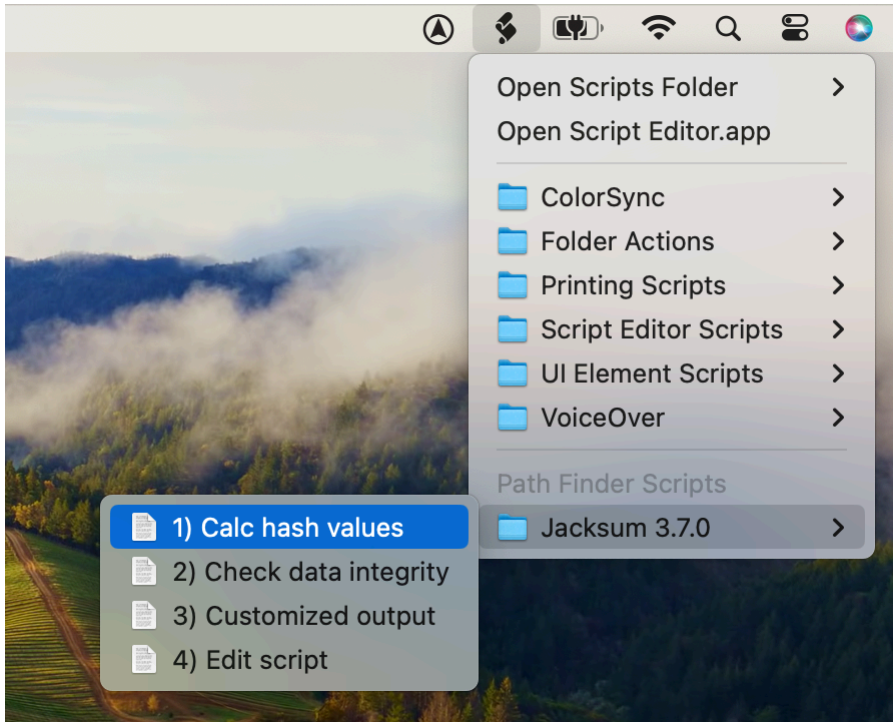 Open Scripts Folder
Open Script Editor.app
ColorSync
Folder Actions
Printing Scripts
Script Editor Scripts
UI Element Scripts
VoiceOver
Path Finder Scripts
Jacksum 3.7.0
1) Calc hash values
2) Check data integrity
3) Customized output
4) Edit script